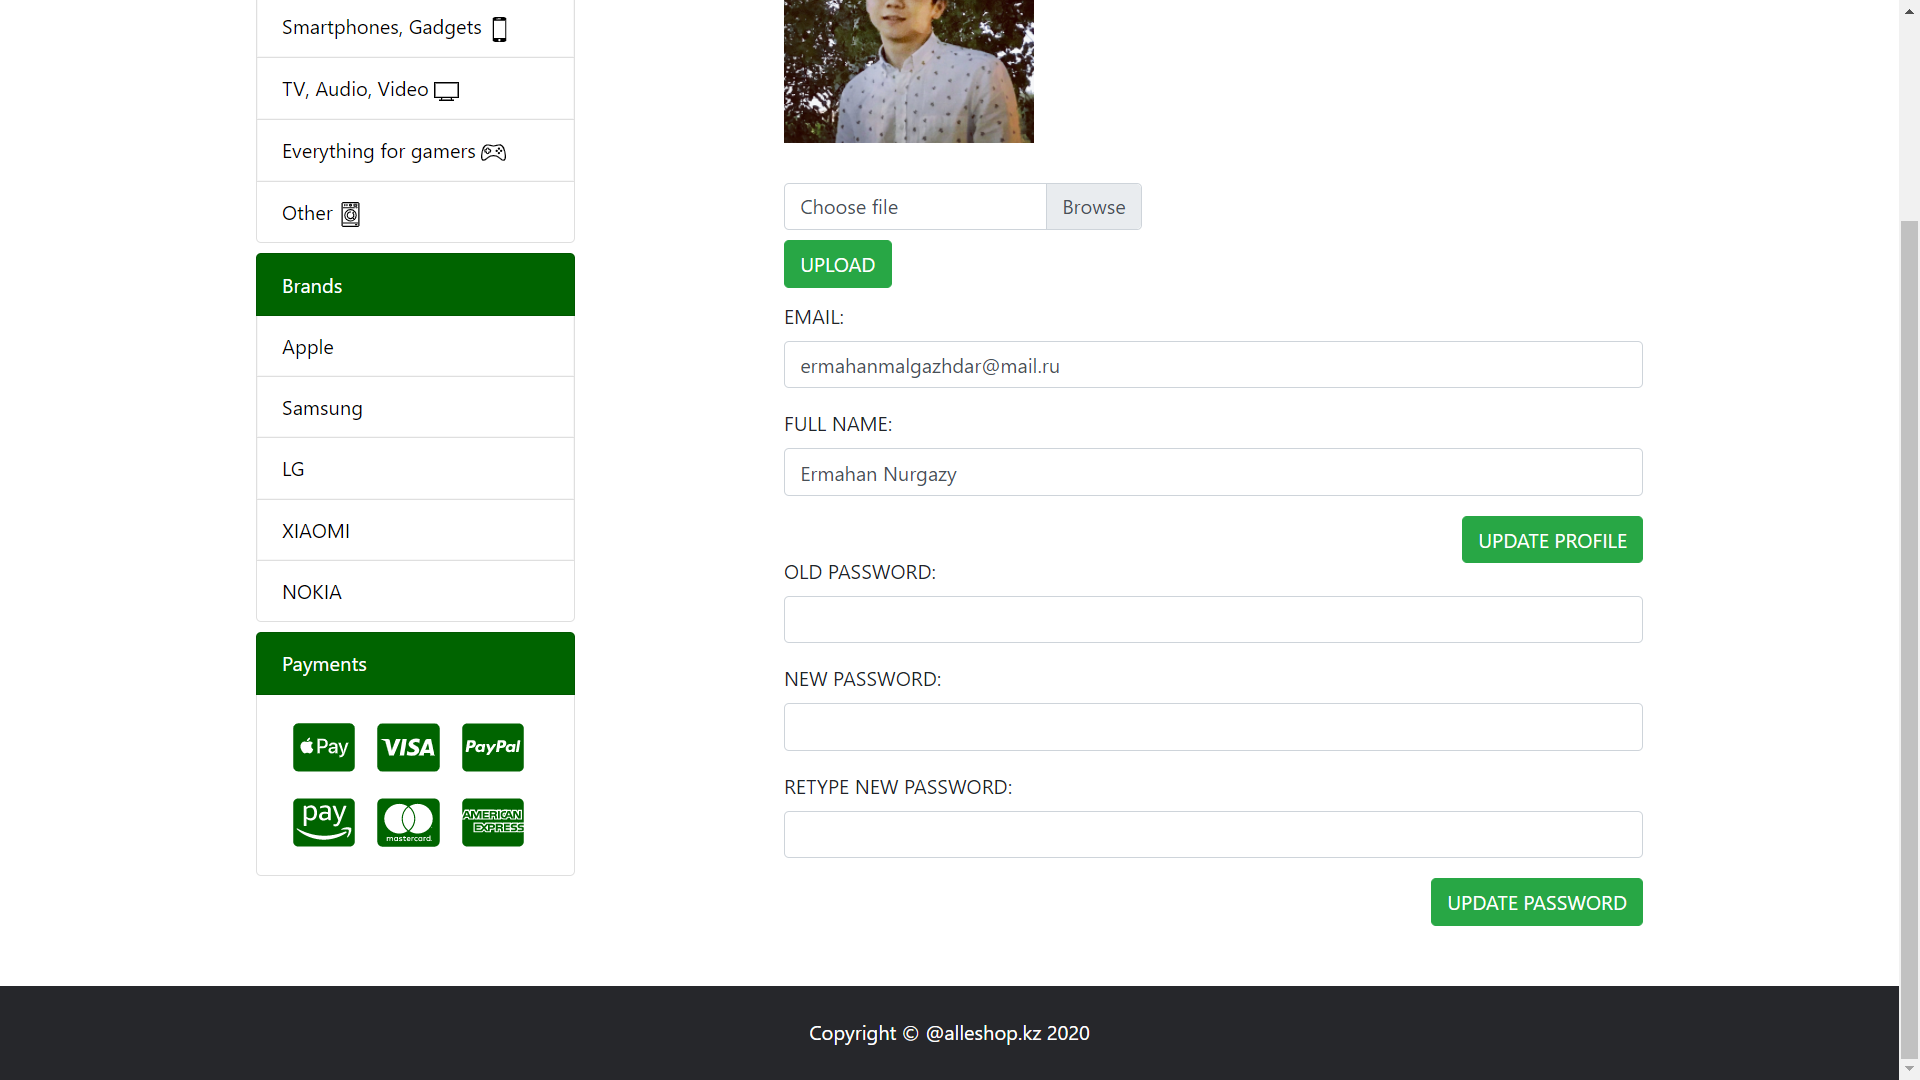 Smartphones, Gadgets
TV, Audio, Video
Everything for gamers
Other
Brands
Apple
Samsung
LG
XIAOMI
NOKIA
Payments
Pay VISA PayPal
pay mastercard AMERICAN EXPRESS
Choose file Browse
UPLOAD
EMAIL:
ermahanmalgazhdar@mail.ru
FULL NAME:
Ermahan Nurgazy
UPDATE PROFILE
OLD PASSWORD:
NEW PASSWORD:
RETYPE NEW PASSWORD:
UPDATE PASSWORD
Copyright © @alleshop.kz 2020